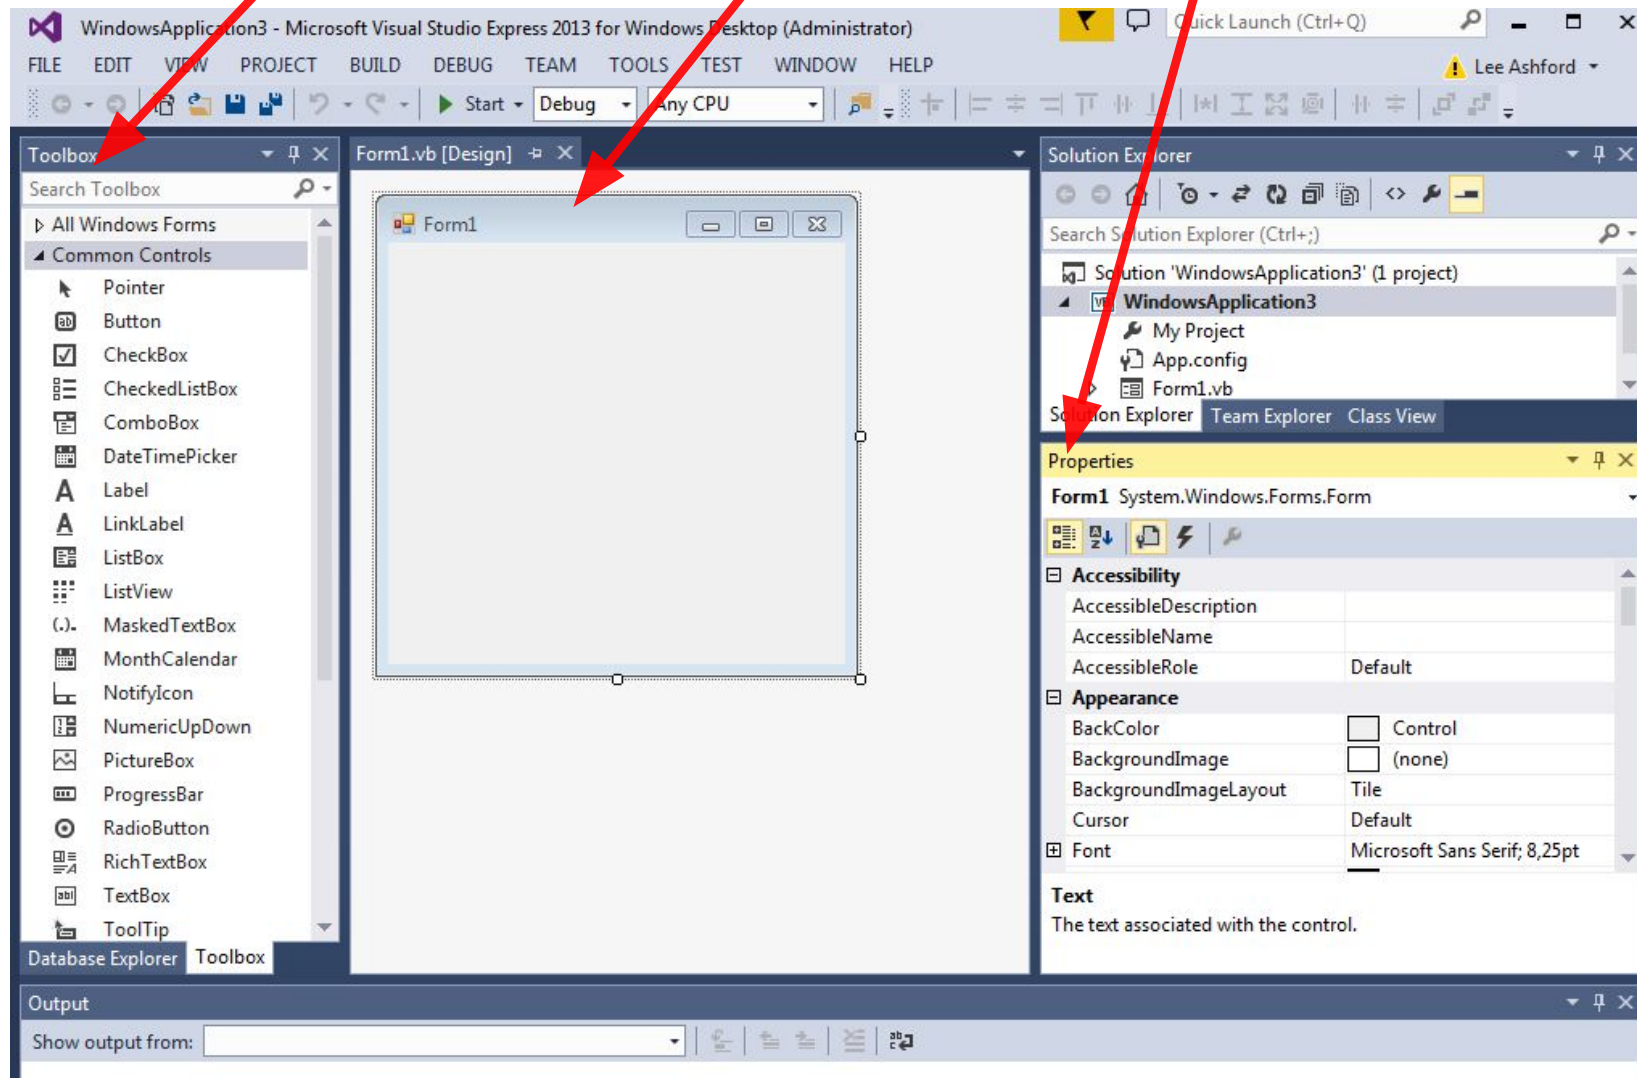 WindowsApplication3 - Microsoft Visual Studio Express 2013 for Windows Desktop (Administrator)
Quick Launch (Ctrl+Q)
FILE EDIT VIEW PROJECT BUILD DEBUG TEAM TOOLS TEST WINDOW HELP
Lee Ashford
Start Debug Any CPU
Toolbox
Search Toolbox
All Windows Forms
Common Controls
Pointer
Button
CheckBox
CheckedListBox
ComboBox
DateTimePicker
Label
LinkLabel
ListBox
ListView
MaskedTextBox
MonthCalendar
NotifyIcon
NumericUpDown
PictureBox
ProgressBar
RadioButton
RichTextBox
TextBox
ToolTip
Database Explorer Toolbox
Form1.vb [Design]
Form1
Solution Explorer
Search Solution Explorer (Ctrl+;)
Solution 'WindowsApplication3' (1 project)
WindowsApplication3
My Project
App.config
Form1.vb
Solution Explorer Team Explorer Class View
Properties
Form1 System.Windows.Forms.Form
Accessibility
AccessibleDescription
AccessibleName
AccessibleRole Default
Appearance
BackColor Control
BackgroundImage (none)
BackgroundImageLayout Tile
Cursor Default
Font Microsoft Sans Serif; 8,25pt
Text
The text associated with the control.
Output
Show output from: